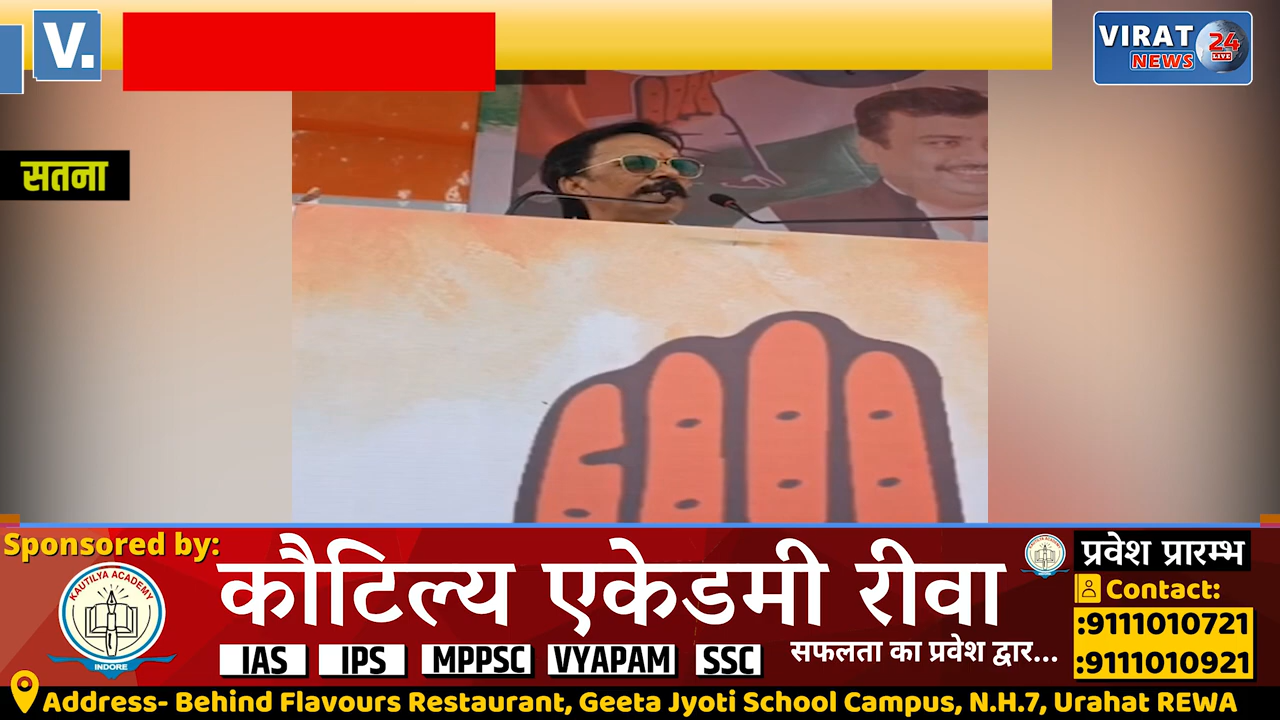 V.
VIRAT
NEWS
24
LIVE
सतना
Sponsored by:
KAUTILYA ACADEMY
INDORE
कौटिल्य एकेडमी रीवा
IAS
IPS
MPPSC
VYAPAM
SSC
सफलता का प्रवेश द्वार...
प्रवेश प्रारम्भ
Contact:
:9111010721
:9111010921
Address- Behind Flavours Restaurant, Geeta Jyoti School Campus, N.H.7, Urahat REWA